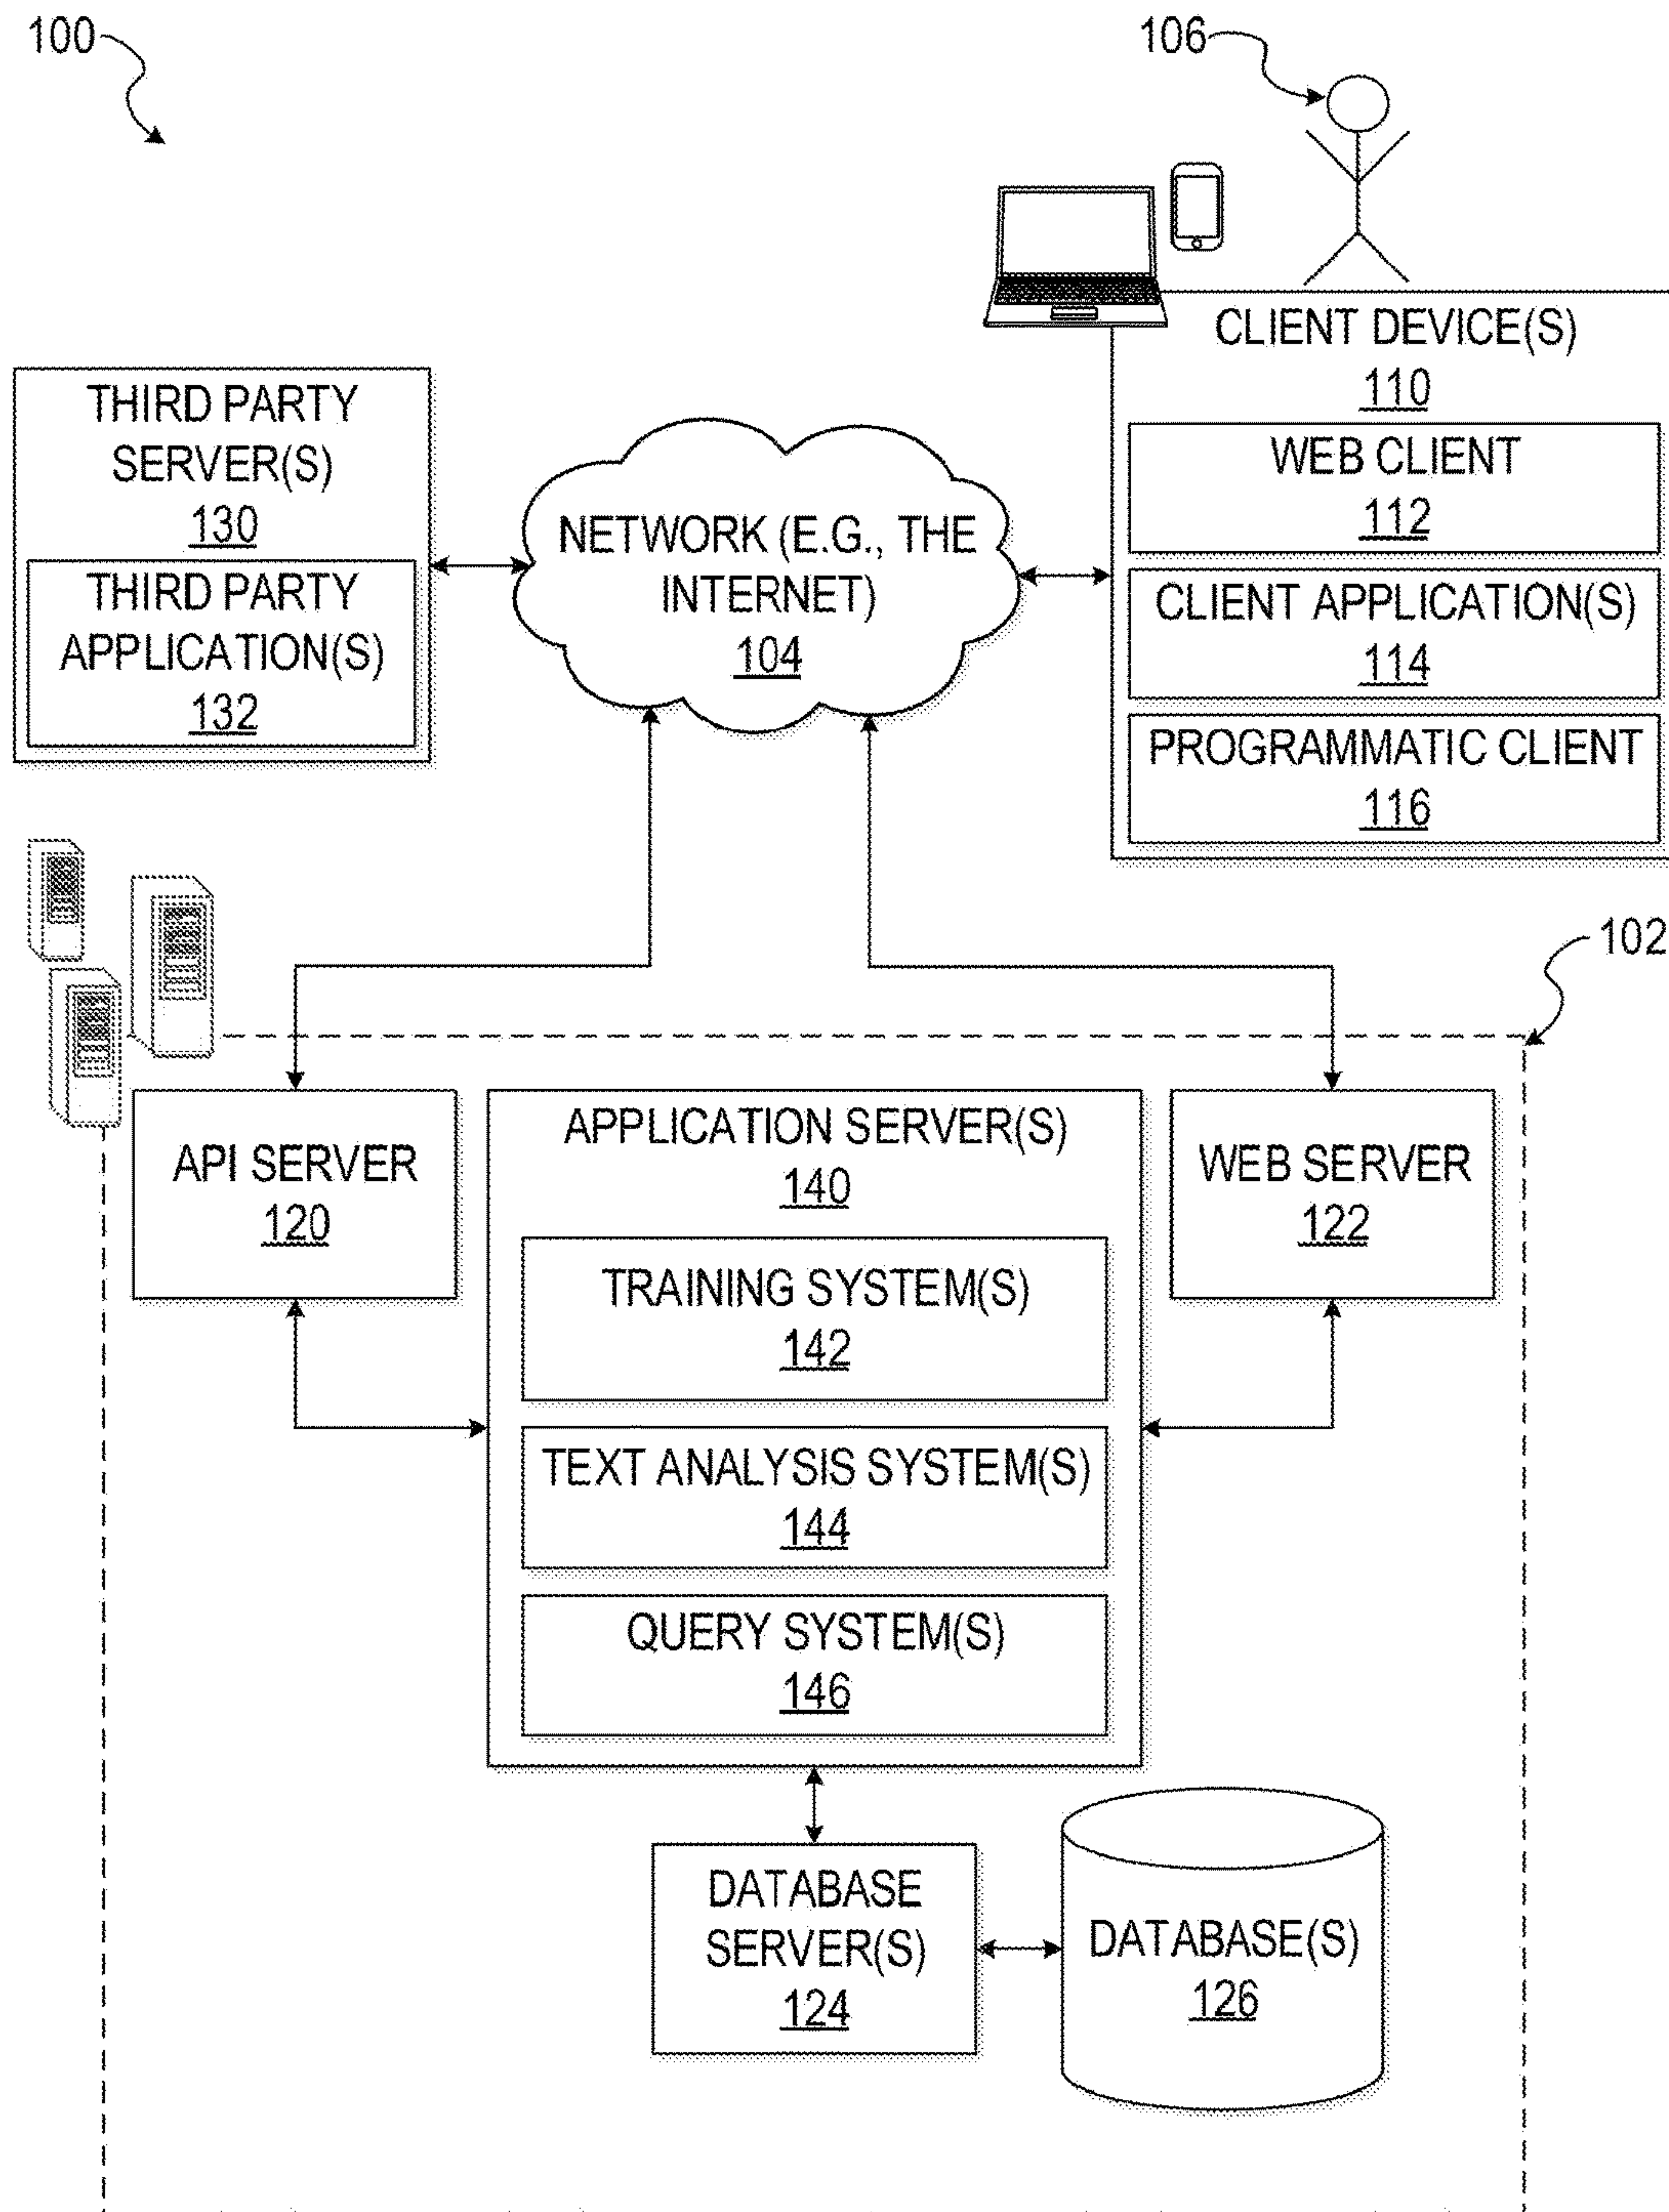 100
106
CLIENT DEVICE(S)
110
WEB CLIENT
112
CLIENT APPLICATION(S)
114
PROGRAMMATIC CLIENT
116
THIRD PARTY
SERVER(S)
130
THIRD PARTY
APPLICATION(S)
132
NETWORK (E.G., THE
INTERNET)
104
102
API SERVER
120
APPLICATION SERVER(S)
140
TRAINING SYSTEM(S)
142
TEXT ANALYSIS SYSTEM(S)
144
QUERY SYSTEM(S)
146
WEB SERVER
122
DATABASE
SERVER(S)
124
DATABASE(S)
126